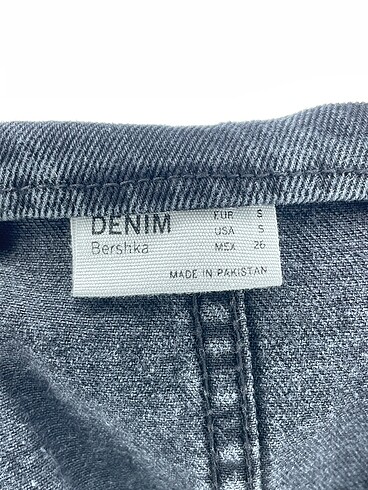 DENIM EUR S
Bershka USA S
MEX 26
MADE IN PAKISTAN